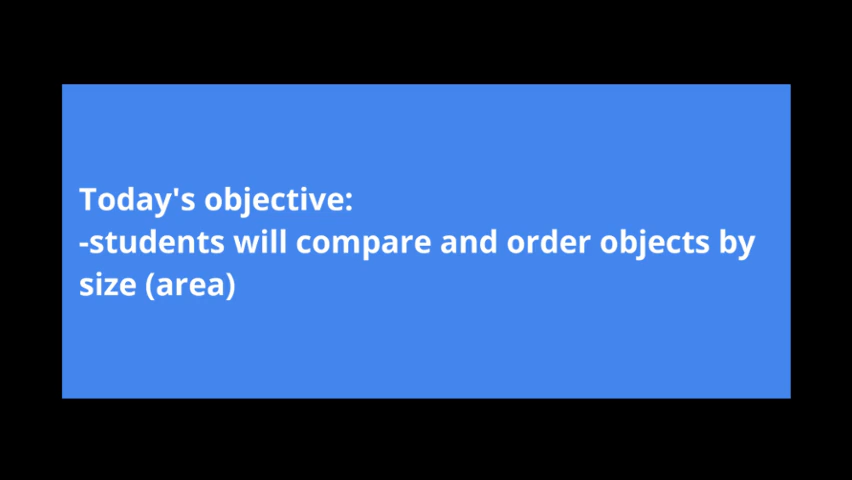 Today's objective:
-students will compare and order objects by
size (area)